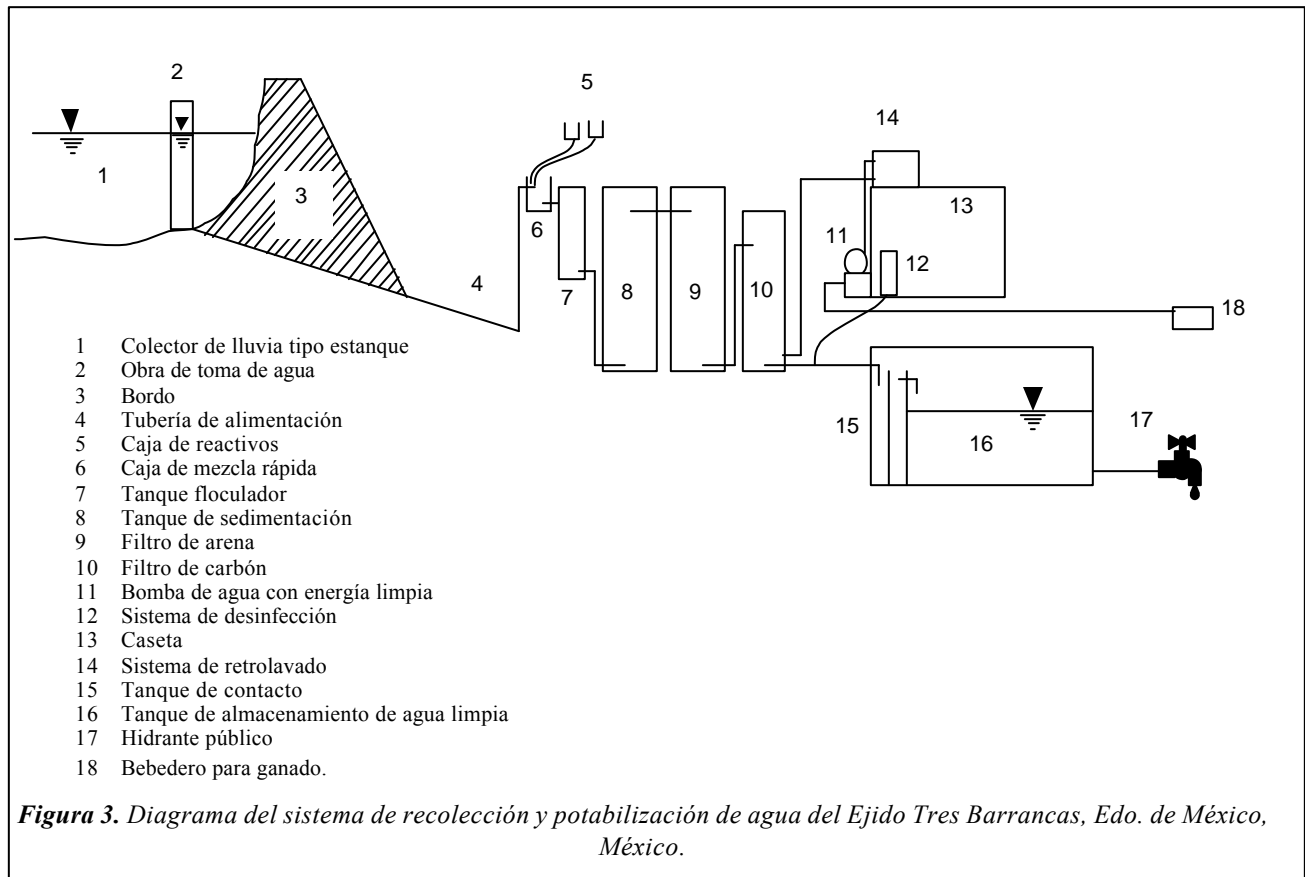 2
5
14
1
3
13
6
11
12
4
7
8
9
10
18
15
16
17
1 Colector de lluvia tipo estanque
2 Obra de toma de agua
3 Bordo
4 Tubería de alimentación
5 Caja de reactivos
6 Caja de mezcla rápida
7 Tanque floculador
8 Tanque de sedimentación
9 Filtro de arena
10 Filtro de carbón
11 Bomba de agua con energía limpia
12 Sistema de desinfección
13 Caseta
14 Sistema de retrolavado
15 Tanque de contacto
16 Tanque de almacenamiento de agua limpia
17 Hidrante público
18 Bebedero para ganado.
Figura 3. Diagrama del sistema de recolección y potabilización de agua del Ejido Tres Barrancas, Edo. de México,
México.